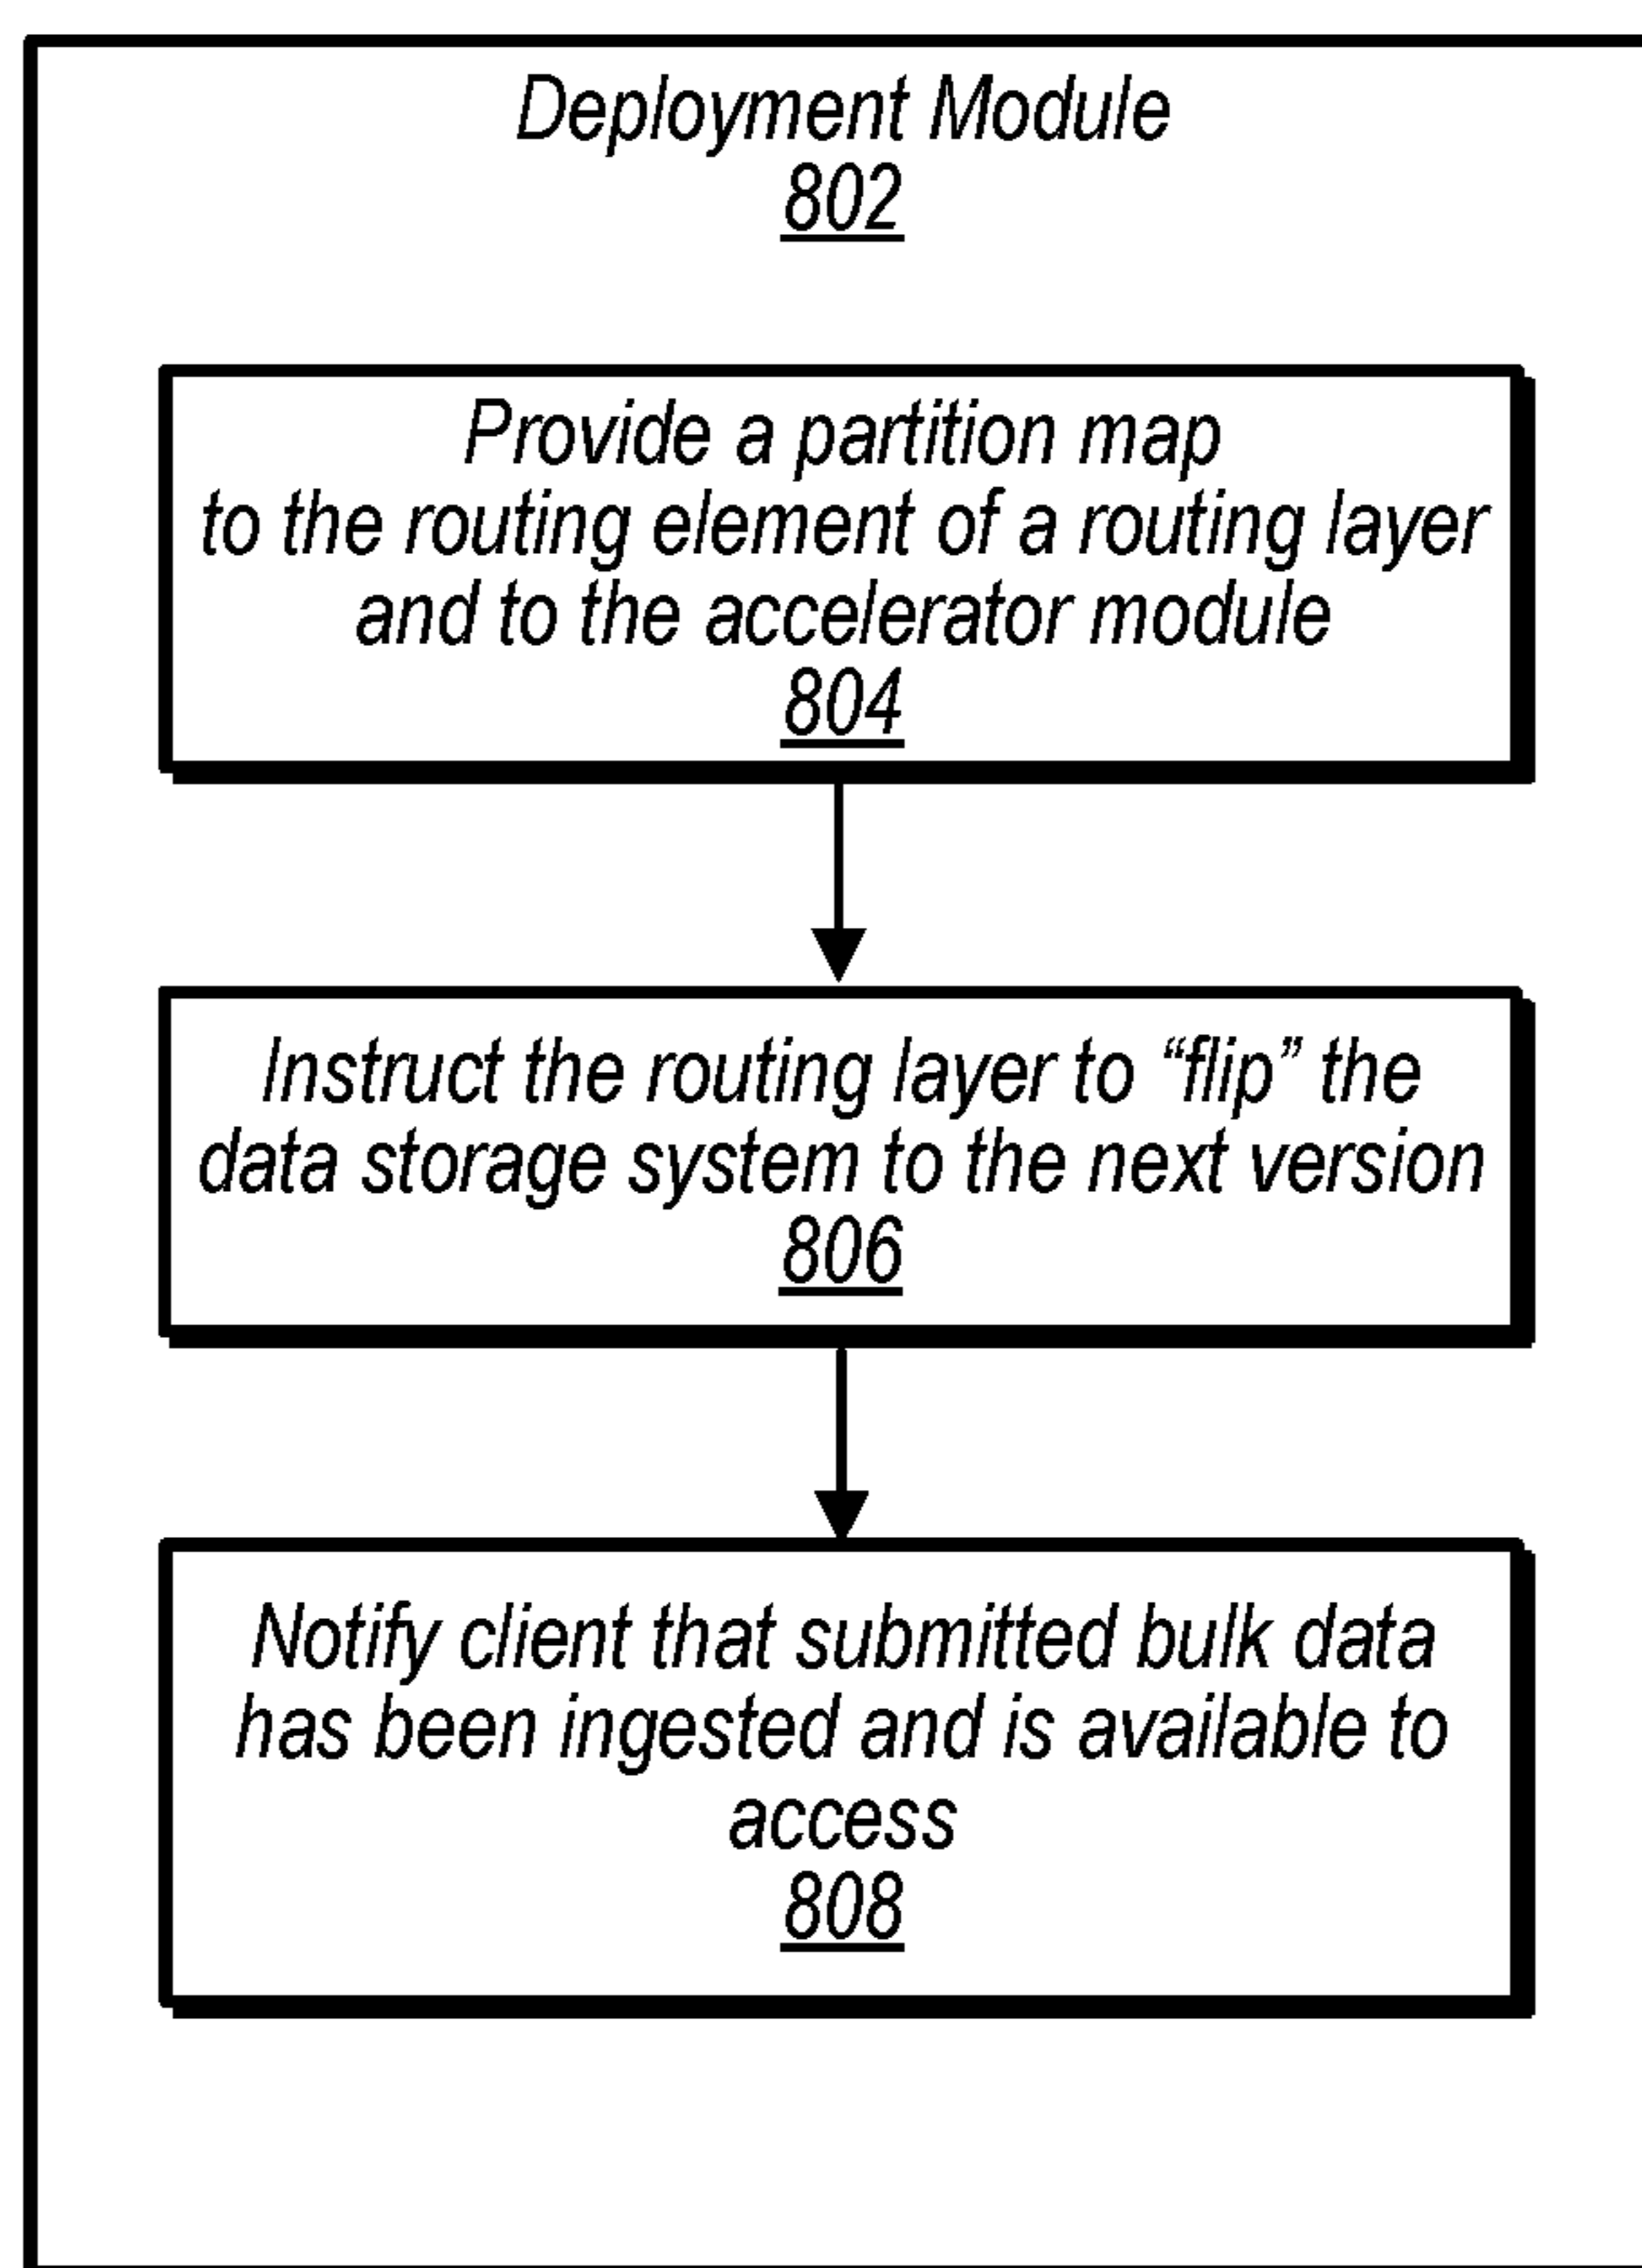 Deployment Module
802
Provide a partition map
to the routing element of a routing layer
and to the accelerator module
804
Instruct the routing layer to “flip” the
data storage system to the next version
806
Notify client that submitted bulk data
has been ingested and is available to
access
808